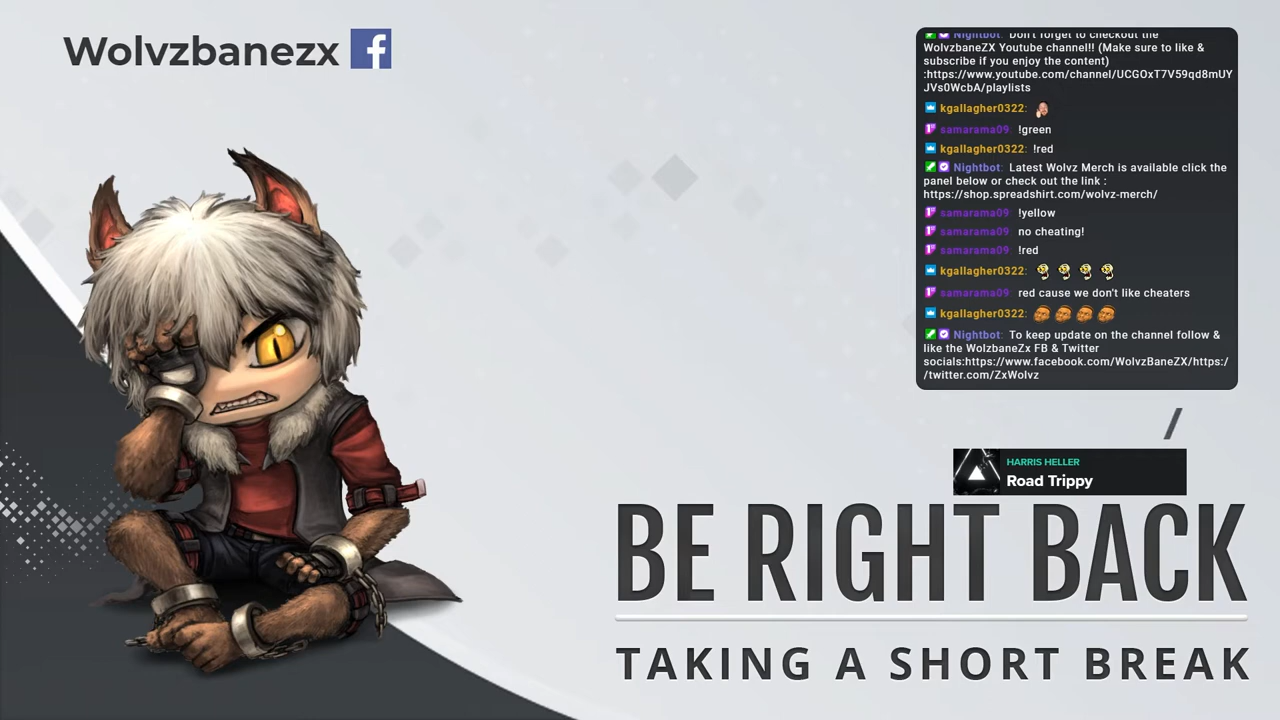 Wolvzbanezx
Nightbot: Don't forget to checkout the
WolvzbaneZX Youtube channel!! (Make sure to like &
subscribe if you enjoy the content)
:https://www.youtube.com/channel/UCGOxT7V59qd8mUY
JVs0WcbA/playlists
kgallagher0322:
samarama09: !green
kgallagher0322: !red
Nightbot: Latest Wolvz Merch is available click the
panel below or check out the link :
https://shop.spreadshirt.com/wolvz-merch/
samarama09: !yellow
samarama09: no cheating!
samarama09: !red
kgallagher0322:
samarama09: red cause we don't like cheaters
kgallagher0322:
Nightbot: To keep update on the channel follow &
like the WolzbaneZx FB & Twitter
socials:https://www.facebook.com/WolvzBaneZX/https:/
/twitter.com/ZxWolvz
/
HARRIS HELLER
Road Trippy
BE RIGHT BACK
TAKING A SHORT BREAK